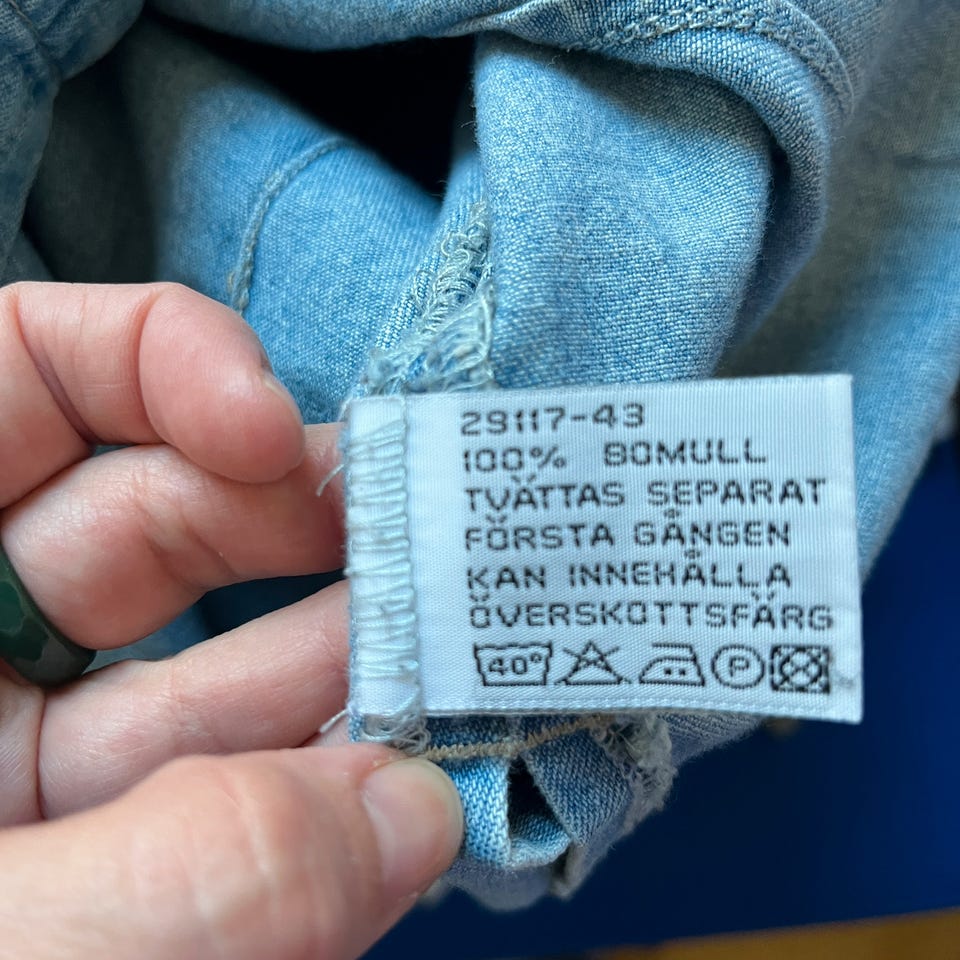 29117-43
100% BOMULL
TVÄTTAS SEPARAT
FÖRSTA GÅNGEN
KAN INNEHÅLLA
ÖVERSKOTTSFÄRG
40° P